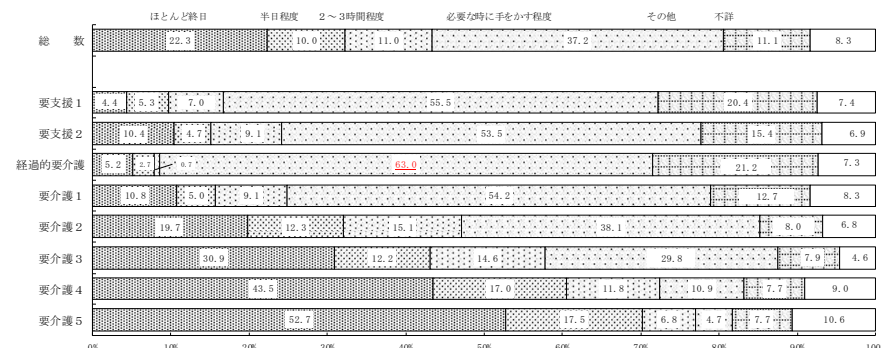 ほとんど終日 半日程度 2～3時間程度 必要な時に手をかす程度 その他 不詳
総 数 22.3 10.0 11.0 37.2 11.1 8.3
要支援1 4.4 5.3 7.0 55.5 20.4 7.4
要支援2 10.4 4.7 9.1 53.5 15.4 6.9
経過的要介護 5.2 2.7 0.7 63.0 21.2 7.3
要介護1 10.8 5.0 9.1 54.2 12.7 8.3
要介護2 19.7 12.3 15.1 38.1 8.0 6.8
要介護3 30.9 12.2 14.6 29.8 7.9 4.6
要介護4 43.5 17.0 11.8 10.9 7.7 9.0
要介護5 52.7 17.5 6.8 4.7 7.7 10.6
0% 10% 20% 30% 40% 50% 60% 70% 80% 90% 100